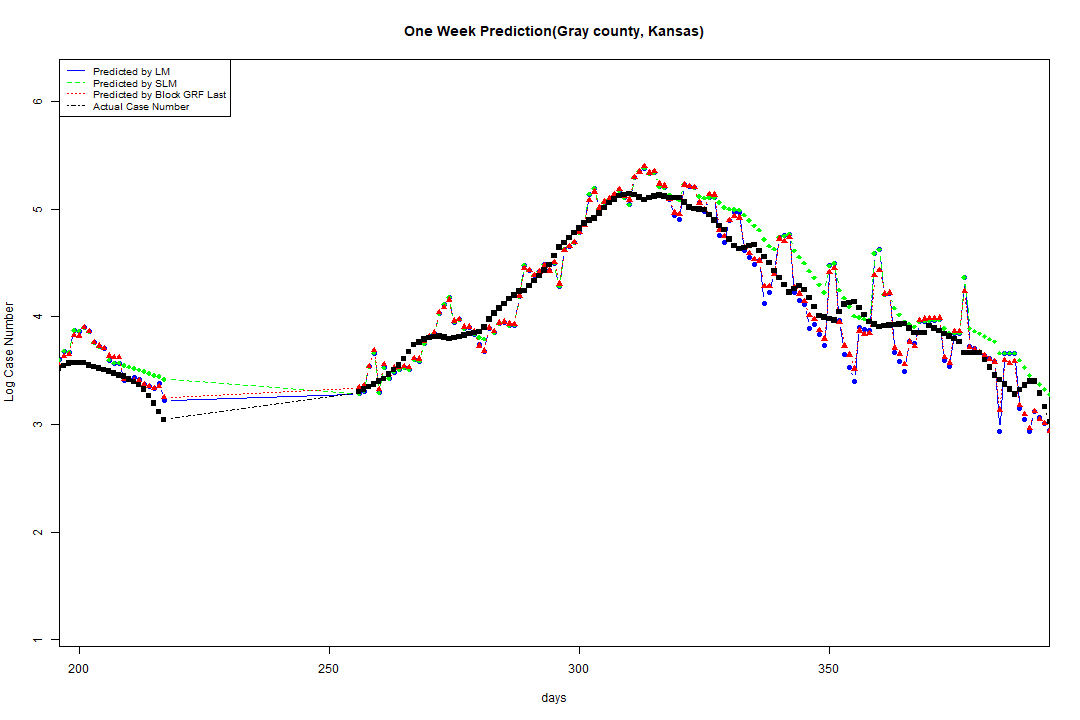 One Week Prediction(Gray county, Kansas)
Predicted by LM
Predicted by SLM
Predicted by Block GRF Last
Actual Case Number
6
5
4
3
2
1
Log Case Number
200
250
300
350
days